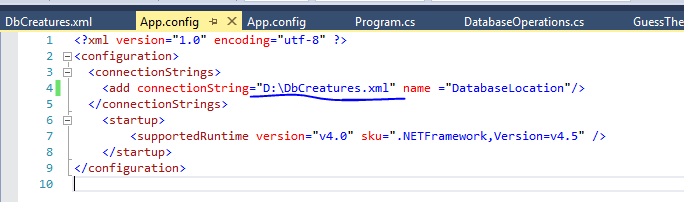 DbCreatures.xml App.config App.config Program.cs DatabaseOperations.cs GuessThe
1 <?xml version="1.0" encoding="utf-8" ?>
2 <configuration>
3 <connectionStrings>
4 <add connectionString="D:\DbCreatures.xml" name ="DatabaseLocation"/>
5 </connectionStrings>
6 <startup>
7 <supportedRuntime version="v4.0" sku=".NETFramework,Version=v4.5" />
8 </startup>
9 </configuration>
10